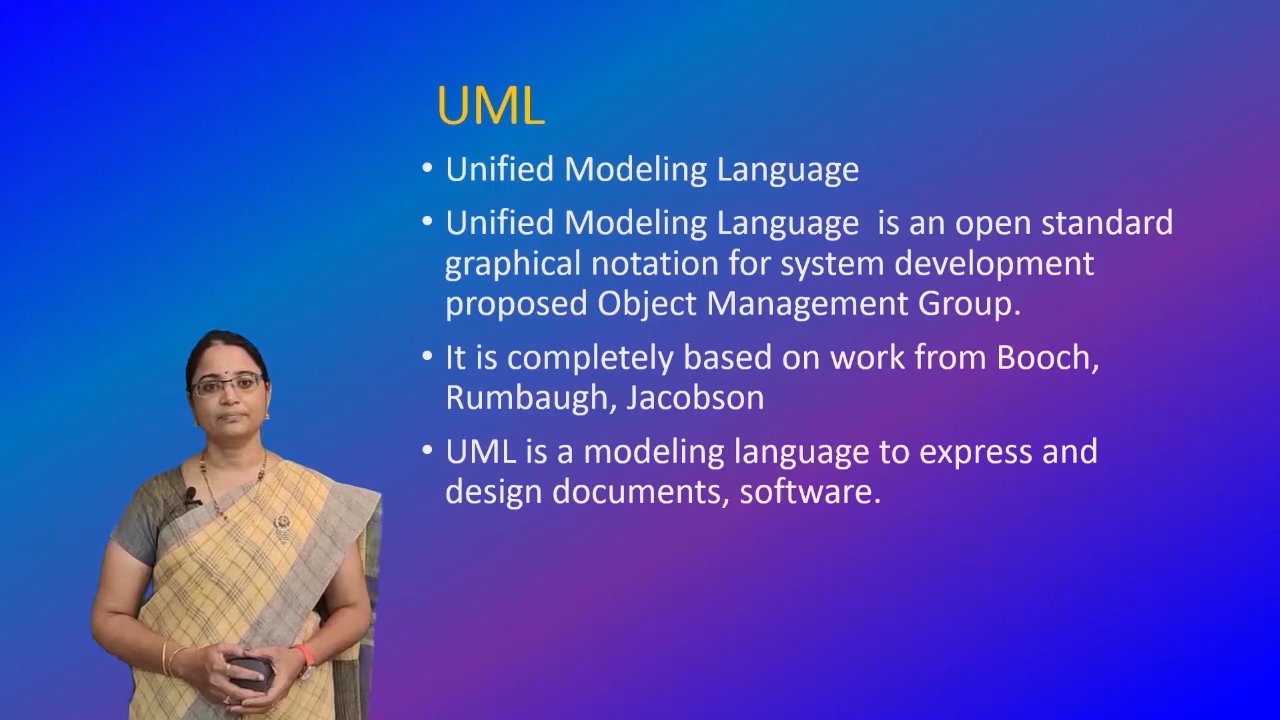 UML
• Unified Modeling Language
• Unified Modeling Language  is an open standard
graphical notation for system development
proposed Object Management Group.
• It is completely based on work from Booch,
Rumbaugh, Jacobson
• UML is a modeling language to express and
design documents, software.